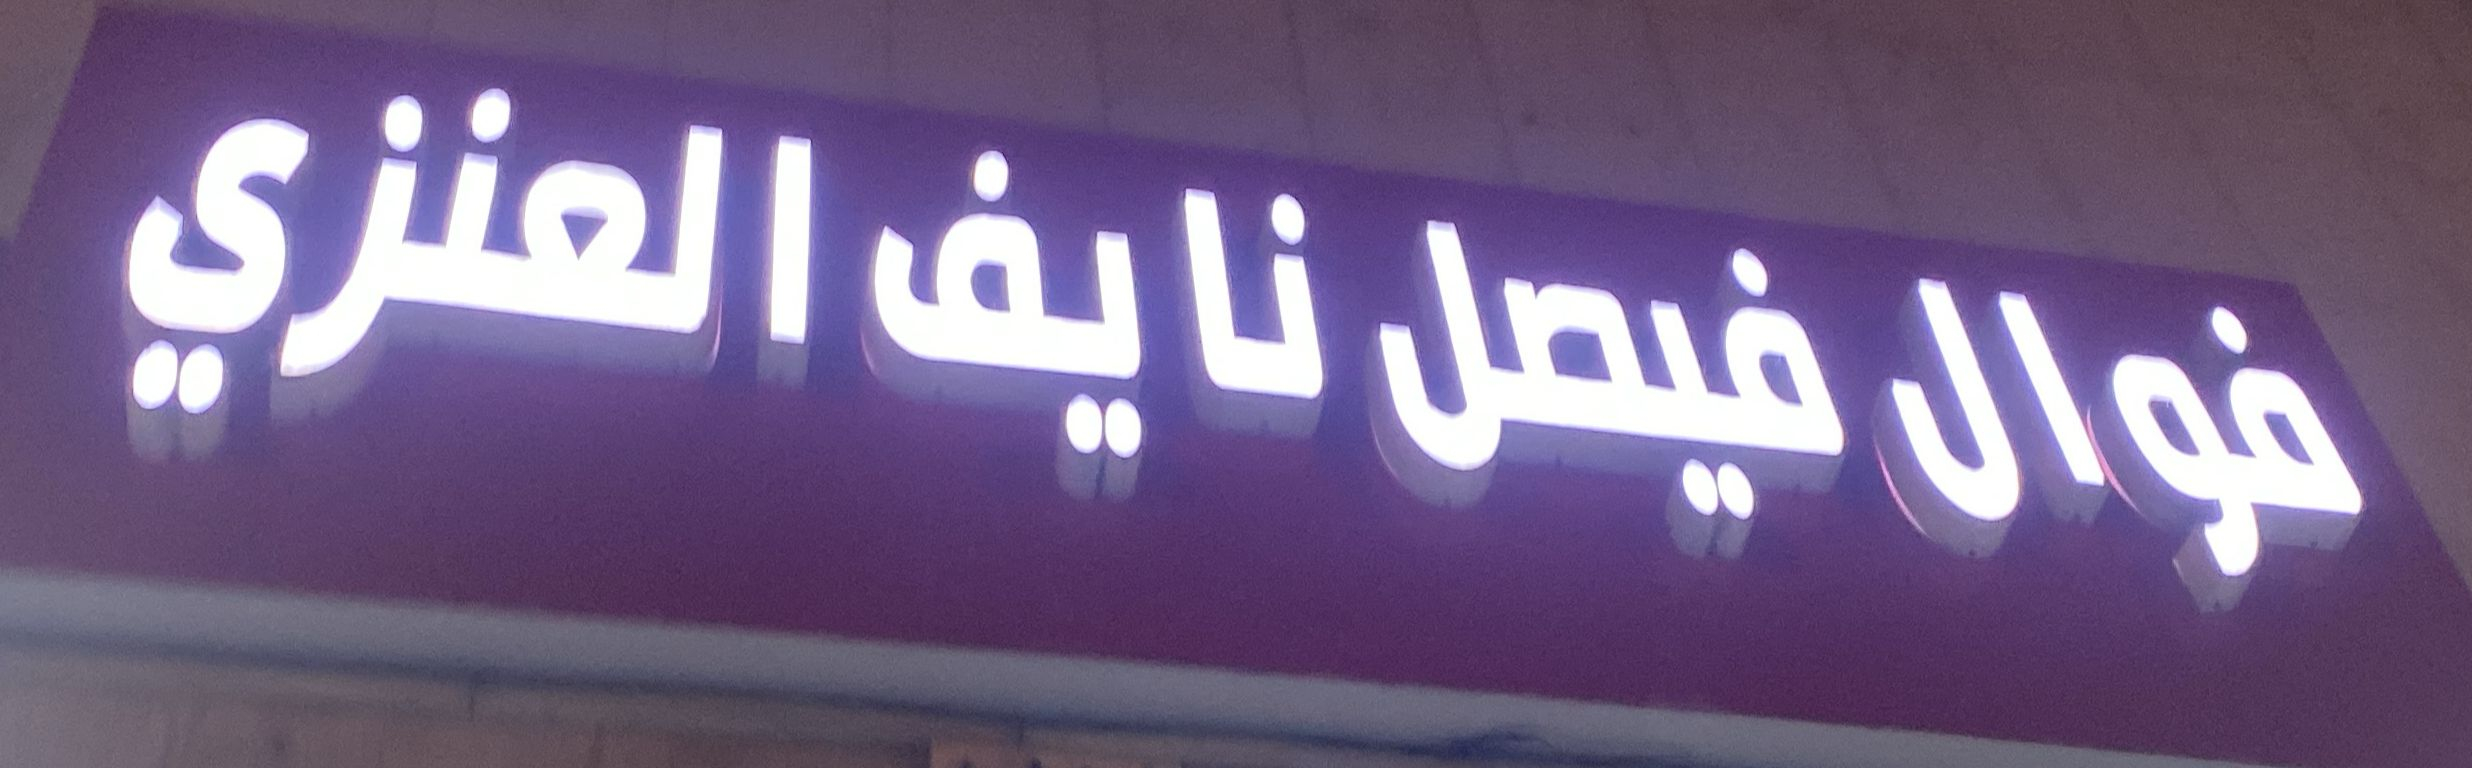 فوال فيصل نايف العنزي